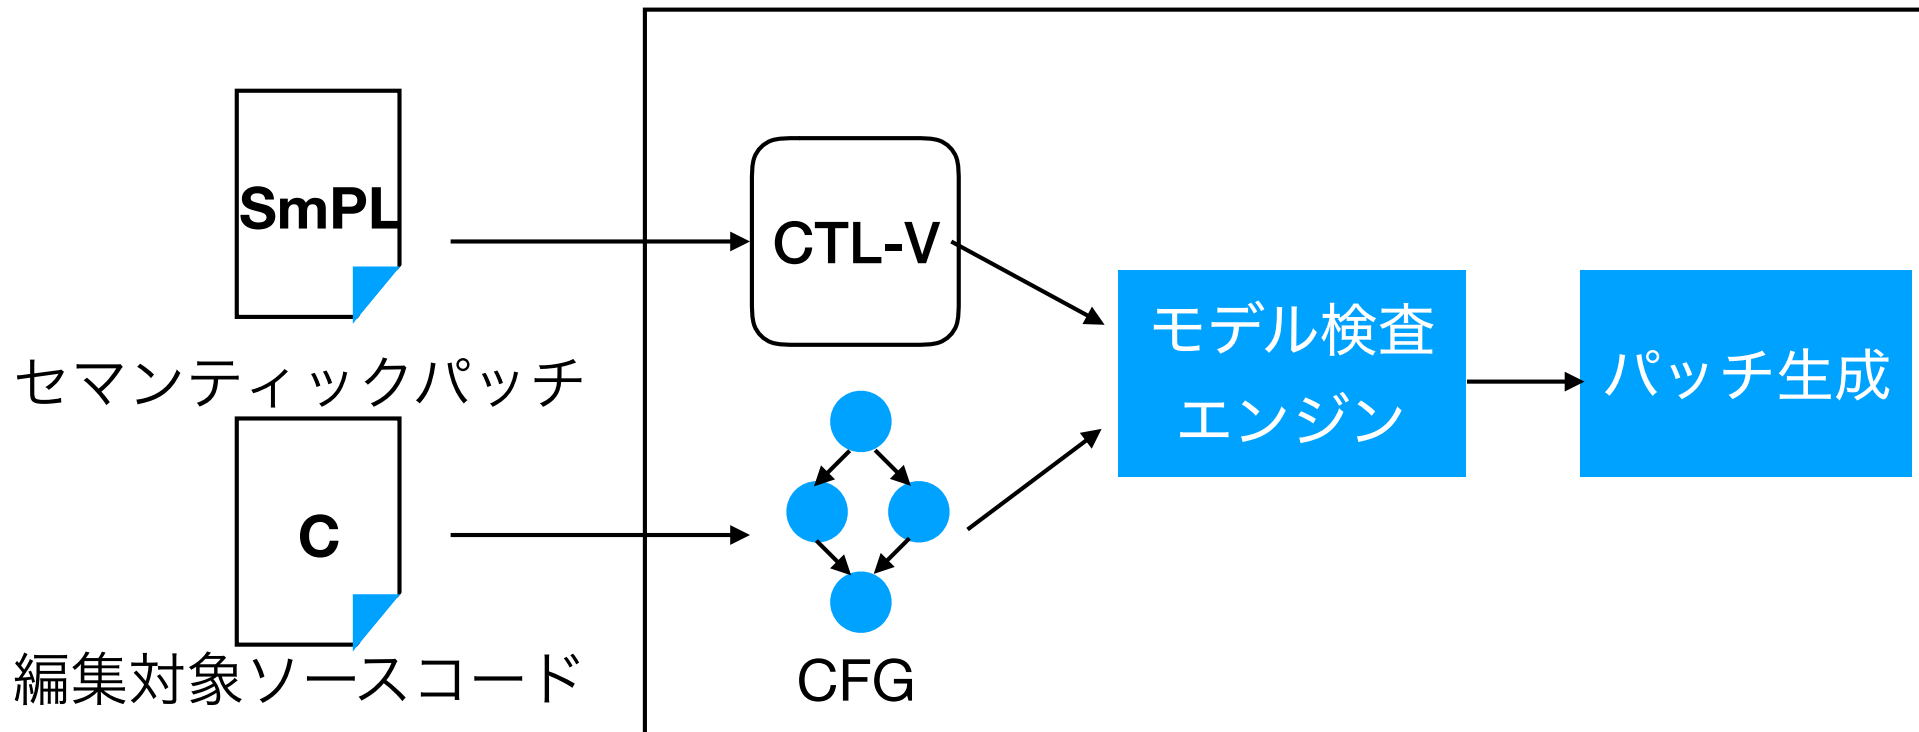 SmPL
セマンティックパッチ
C
編集対象ソースコード
CTL-V
CFG
モデル検査
エンジン
パッチ生成